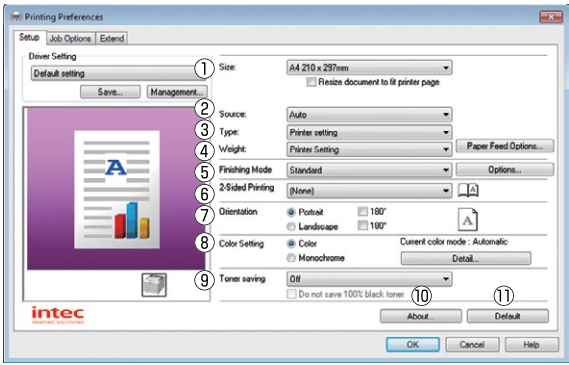 Printing Preferences
Setup Job Options Extend
Driver Setting
Default setting
Save... Management...
① Size: A4 210 x 297mm
Resize document to fit printer page
② Source: Auto
③ Type: Printer setting
④ Weight: Printer Setting Paper Feed Options...
⑤ Finishing Mode Standard Options...
⑥ 2-Sided Printing (None) A
⑦ Orientation Portrait 180°
Landscape 180°
A
A
⑧ Color Setting Color Current color mode : Automatic
Monochrome Detail...
⑨ Toner saving Off
Do not save 100% black toner
⑩ ⑪
intec
PRINTING SOLUTIONS
About... Default
OK Cancel Help